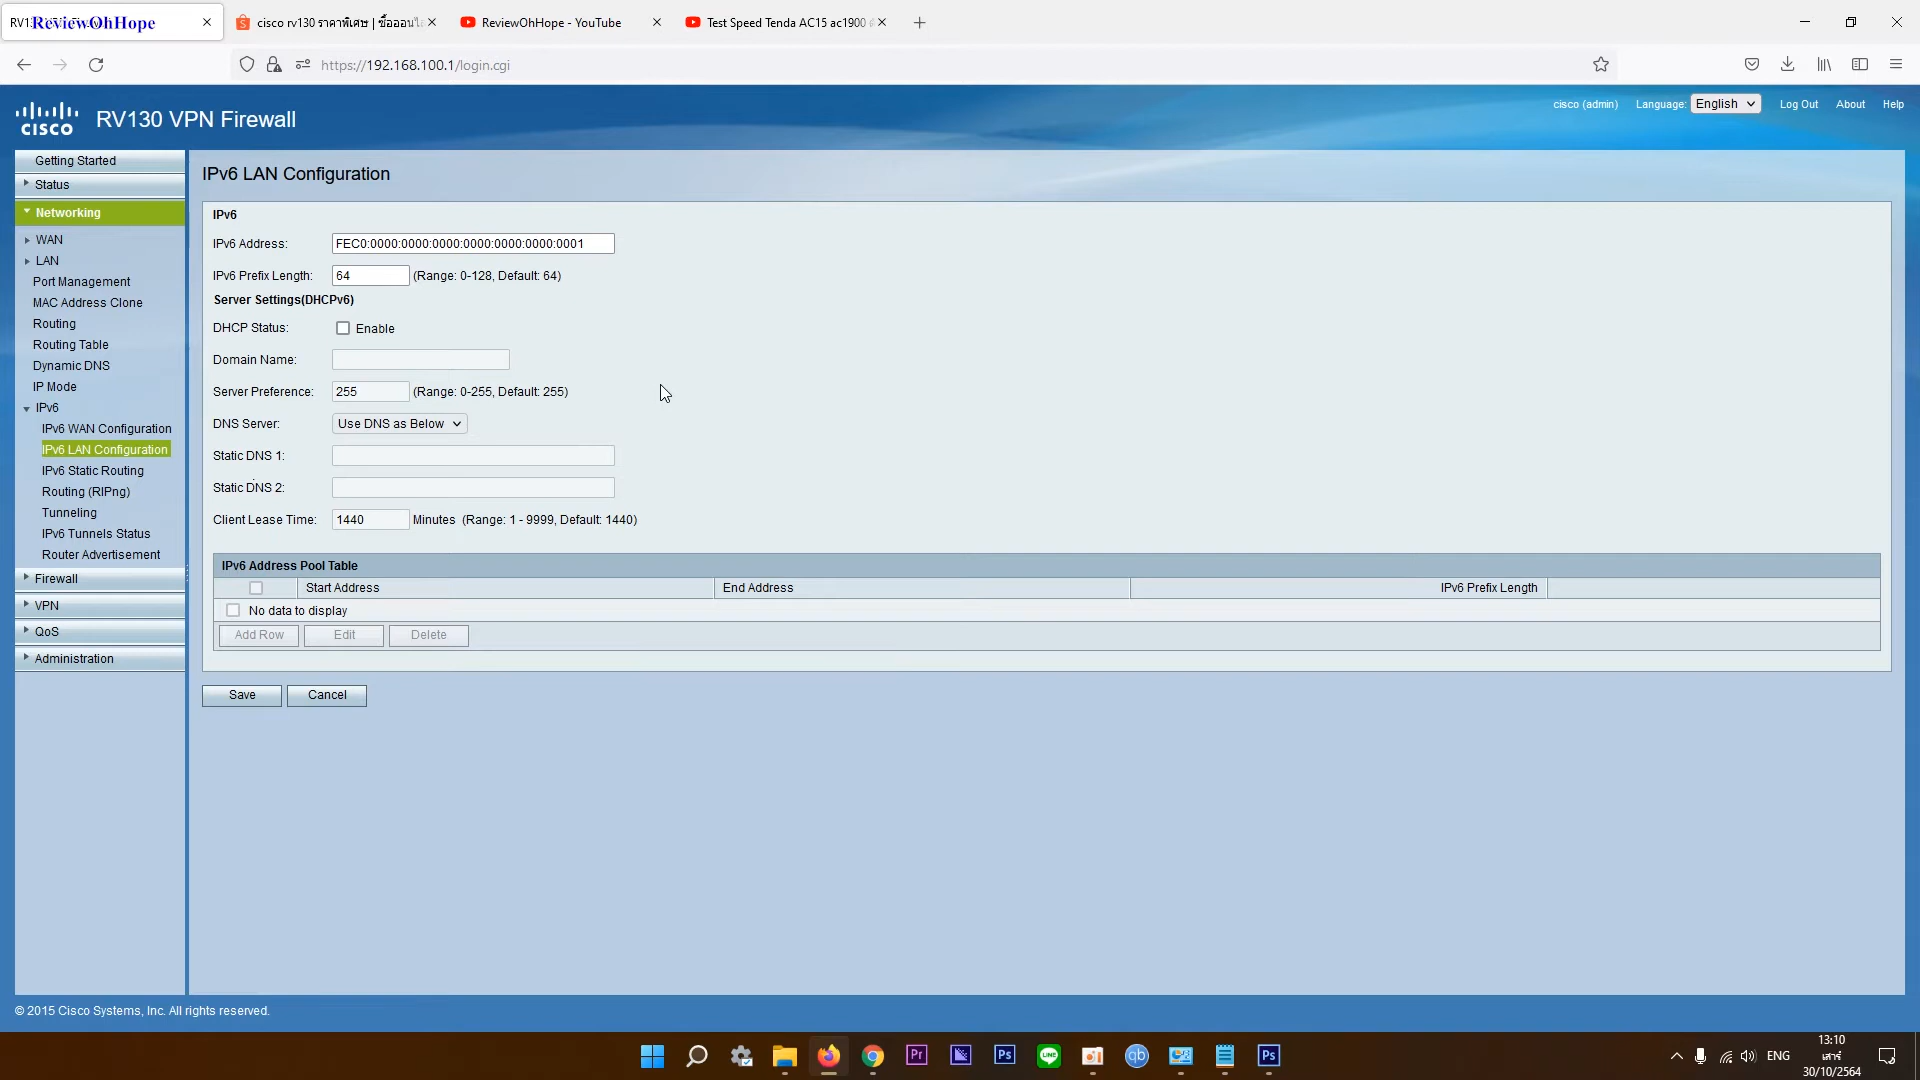 ReviewOhHope
cisco rv130 ราคาพิเศษ | ซื้อออนไล
ReviewOhHope - YouTube
Test Speed Tenda AC15 ac1900
https://192.168.100.1/login.cgi
CISCO
RV130 VPN Firewall
cisco (admin) Language: English Log Out About Help
Getting Started
Status
Networking
WAN
LAN
Port Management
MAC Address Clone
Routing
Routing Table
Dynamic DNS
IP Mode
IPv6
IPv6 WAN Configuration
IPv6 LAN Configuration
IPv6 Static Routing
Routing (RIPng)
Tunneling
IPv6 Tunnels Status
Router Advertisement
Firewall
VPN
QoS
Administration
IPv6 LAN Configuration
IPv6
IPv6 Address: FEC0:0000:0000:0000:0000:0000:0000:0001
IPv6 Prefix Length: 64 (Range: 0-128, Default: 64)
Server Settings(DHCPv6)
DHCP Status: Enable
Domain Name:
Server Preference: 255 (Range: 0-255, Default: 255)
DNS Server: Use DNS as Below
Static DNS 1:
Static DNS 2:
Client Lease Time: 1440 Minutes (Range: 1 - 9999, Default: 1440)
IPv6 Address Pool Table
Start Address End Address IPv6 Prefix Length
No data to display
Add Row Edit Delete
Save Cancel
© 2015 Cisco Systems, Inc. All rights reserved.
Pr Ps LINE qb Ps
ENG
13:10
เสาร์
30/10/2564